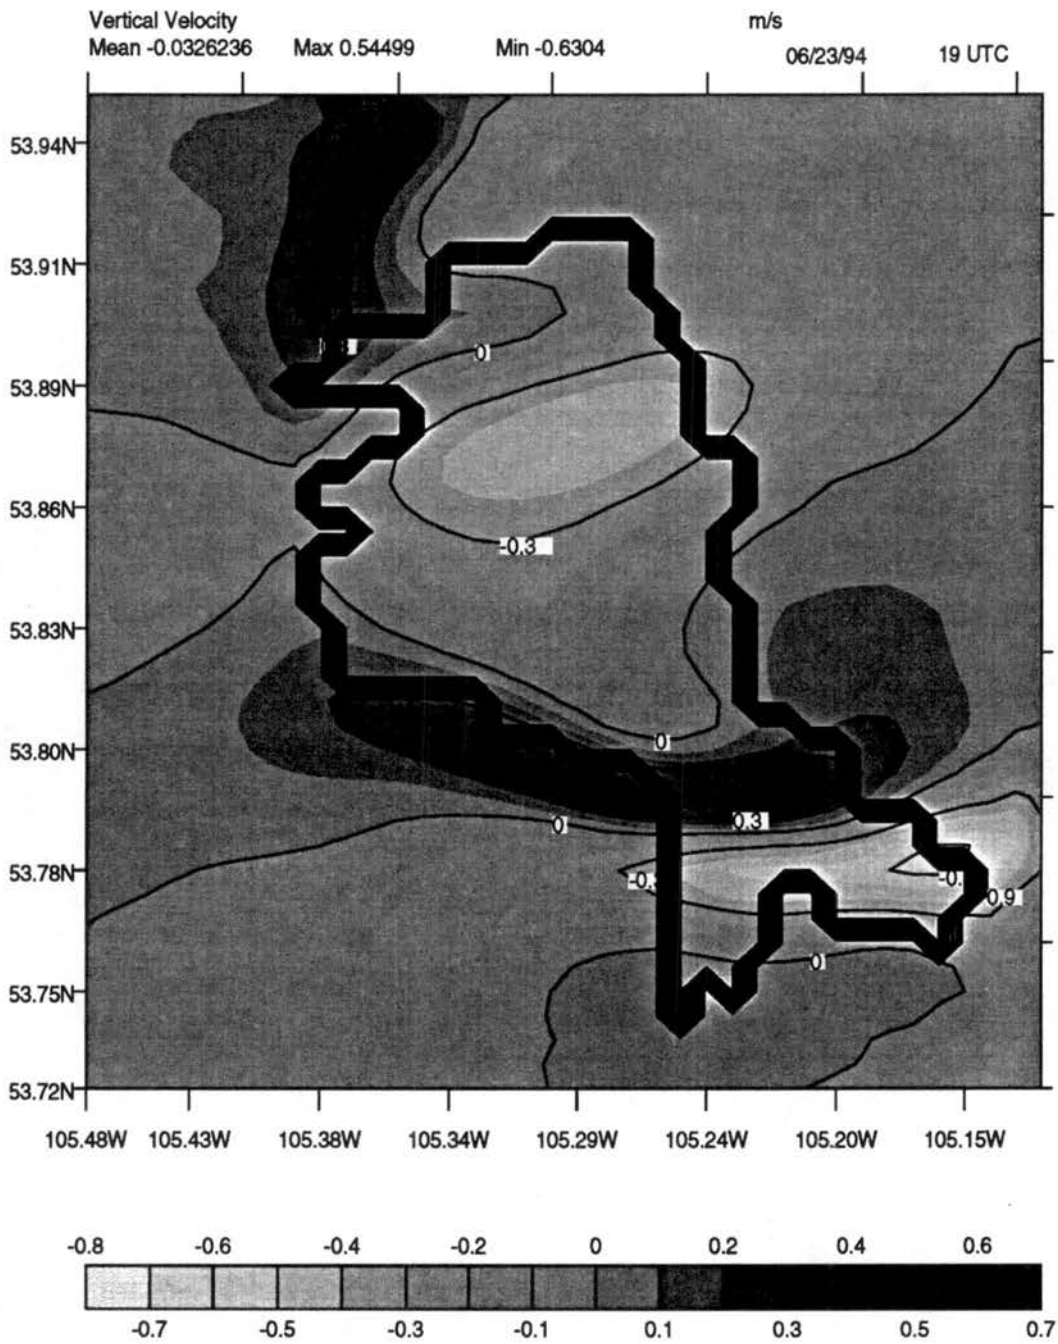 Vertical Velocity m/s
Mean -0.0326236 Max 0.54499 Min -0.6304 06/23/94 19 UTC
53.94N
53.91N
0
53.89N
53.86N
-0.3
53.83N
0
53.80N
0 0.3
53.78N
0.9
0
53.75N
53.72N
105.48W 105.43W 105.38W 105.34W 105.29W 105.24W 105.20W 105.15W
-0.8 -0.6 -0.4 -0.2 0 0.2 0.4 0.6
-0.7 -0.5 -0.3 -0.1 0.1 0.3 0.5 0.7